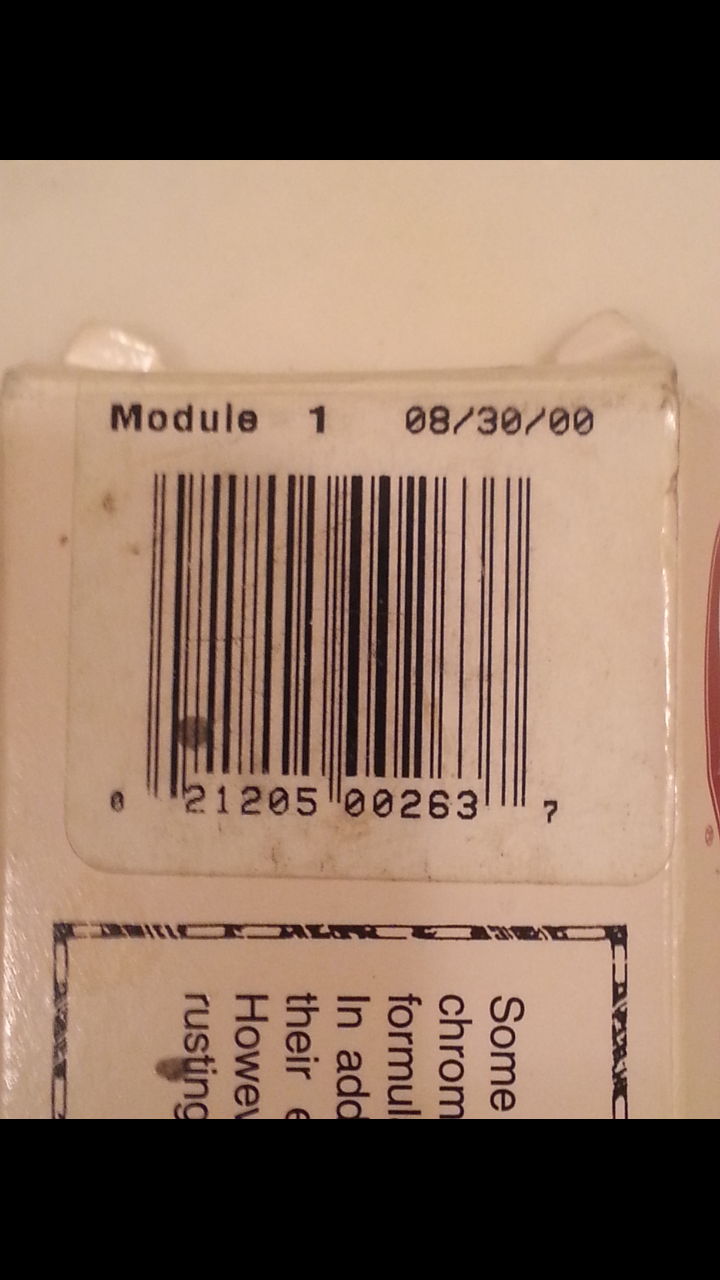 Module 1 08/30/00
0 21205 00263 7
Some
chrom
formul
In add
their e
Howev
rusting
®